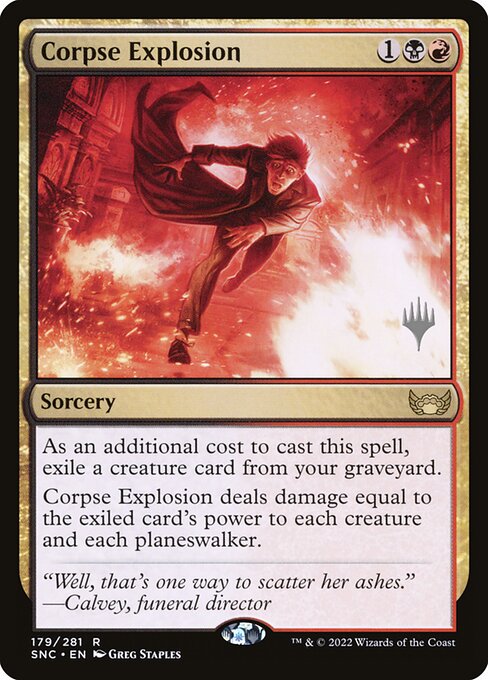 Corpse Explosion 1
Sorcery
As an additional cost to cast this spell,
exile a creature card from your graveyard.
Corpse Explosion deals damage equal to
the exiled card's power to each creature
and each planeswalker.
“Well, that's one way to scatter her ashes.”
—Calvey, funeral director
179/281 R
SNC • EN Greg Staples
™ & © 2022 Wizards of the Coast